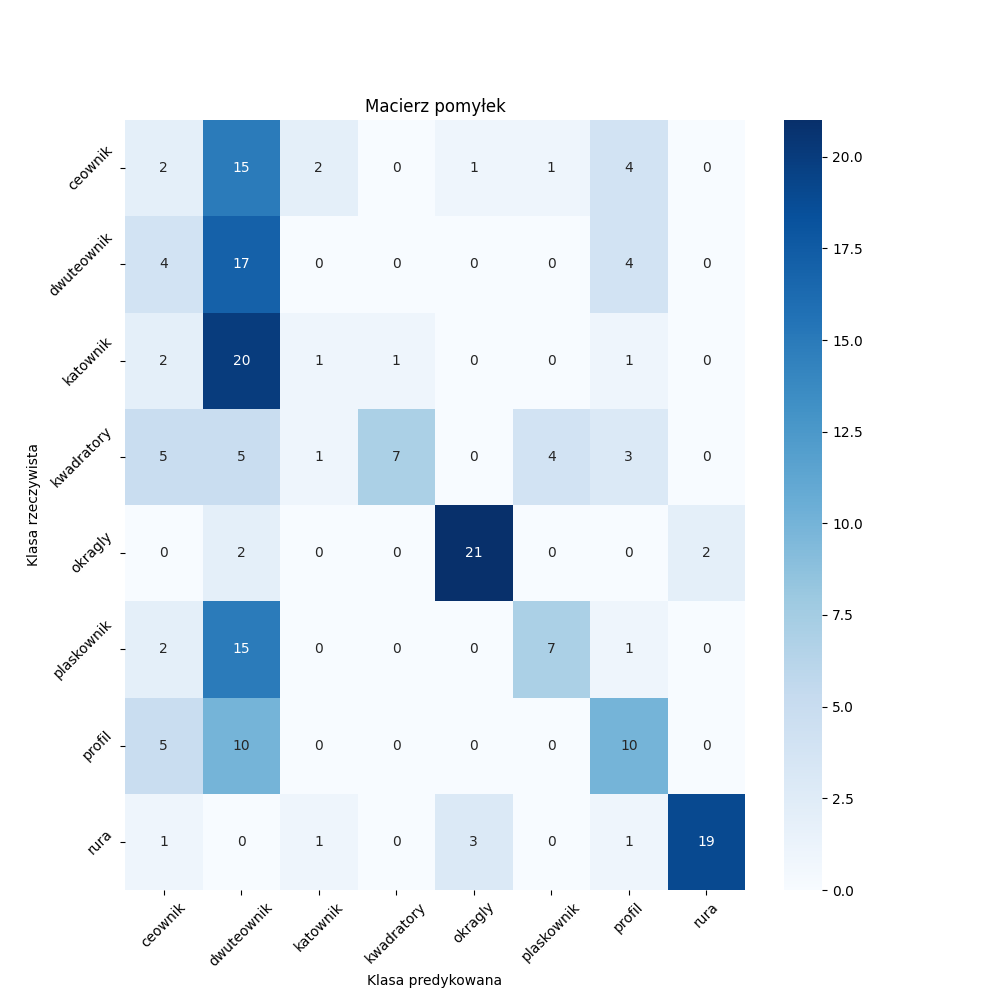 Macierz pomyłek
ceownik 2 15 2 0 1 1 4 0
dwuteownik 4 17 0 0 0 0 4 0
katownik 2 20 1 1 0 0 1 0
kwadratory 5 5 1 7 0 4 3 0
okragly 0 2 0 0 21 0 0 2
plaskownik 2 15 0 0 0 7 1 0
profil 5 10 0 0 0 0 10 0
rura 1 0 1 0 3 0 1 19
ceownik dwuteownik katownik kwadratory okragly plaskownik profil rura
Klasa predykowana
Klasa rzeczywista
20.0
17.5
15.0
12.5
10.0
7.5
5.0
2.5
0.0